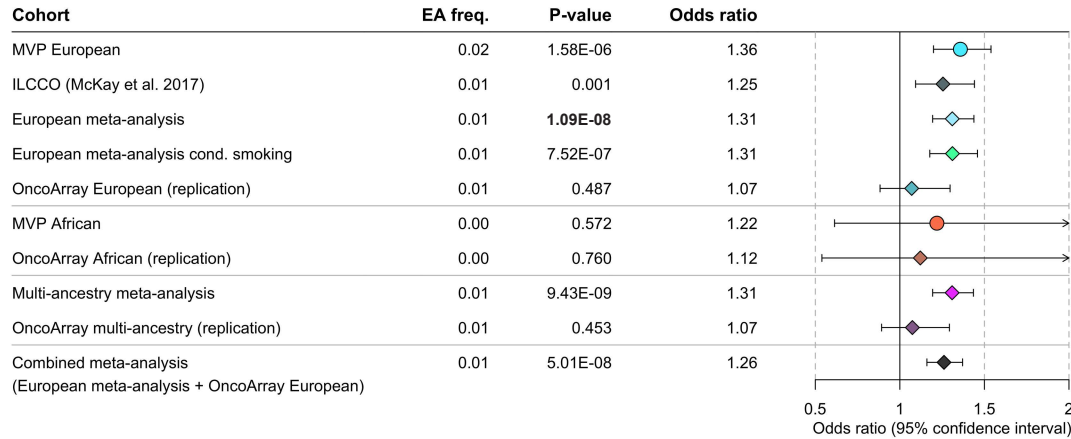 Cohort EA freq. P-value Odds ratio
MVP European 0.02 1.58E-06 1.36
ILCCO (McKay et al. 2017) 0.01 0.001 1.25
European meta-analysis 0.01 1.09E-08 1.31
European meta-analysis cond. smoking 0.01 7.52E-07 1.31
OncoArray European (replication) 0.01 0.487 1.07
MVP African 0.00 0.572 1.22
OncoArray African (replication) 0.00 0.760 1.12
Multi-ancestry meta-analysis 0.01 9.43E-09 1.31
OncoArray multi-ancestry (replication) 0.01 0.453 1.07
Combined meta-analysis 0.01 5.01E-08 1.26
(European meta-analysis + OncoArray European)
0.5 1 1.5 2
Odds ratio (95% confidence interval)